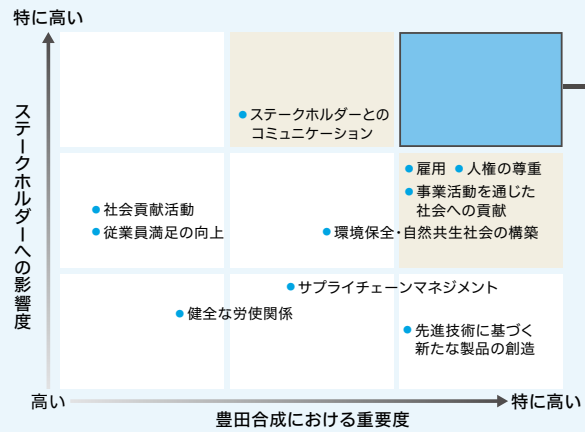 特に高い
ステークホルダーへの影響度
● ステークホルダーとの
コミュニケーション
● 雇用 ● 人権の尊重
● 事業活動を通じた
社会への貢献
● 社会貢献活動
● 従業員満足の向上
● 環境保全・自然共生社会の構築
● サプライチェーンマネジメント
● 健全な労使関係
● 先進技術に基づく
新たな製品の創造
高い
特に高い
豊田合成における重要度